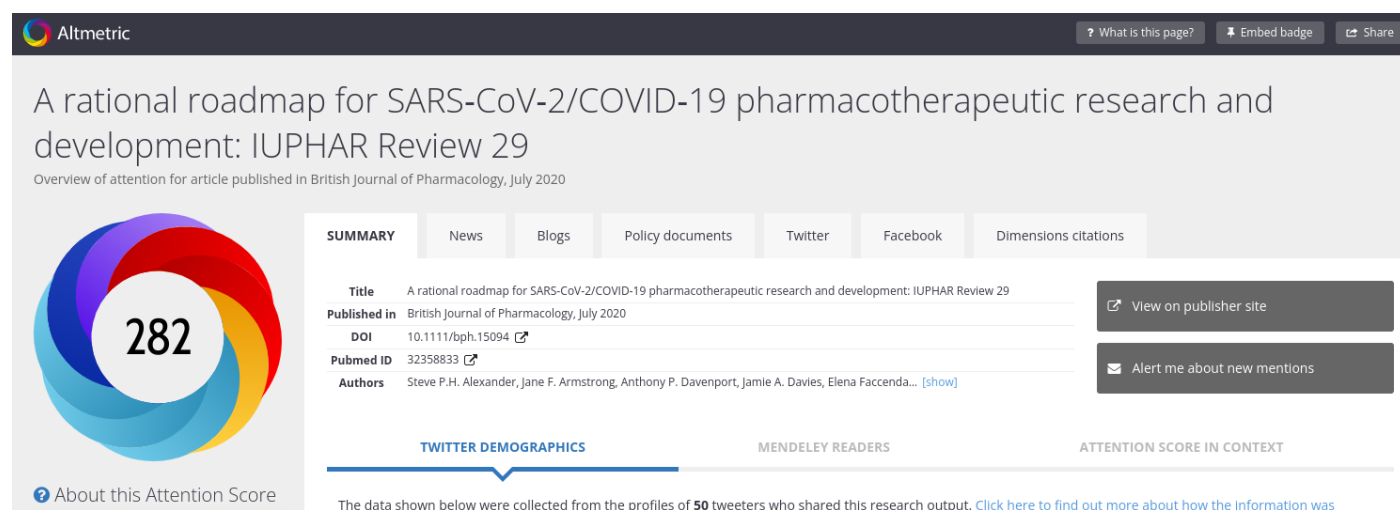 Altmetric
? What is this page?
Embed badge
Share
A rational roadmap for SARS-CoV-2/COVID-19 pharmacotherapeutic research and
development: IUPHAR Review 29
Overview of attention for article published in British Journal of Pharmacology, July 2020
282
? About this Attention Score
SUMMARY News Blogs Policy documents Twitter Facebook Dimensions citations
Title A rational roadmap for SARS-CoV-2/COVID-19 pharmacotherapeutic research and development: IUPHAR Review 29
Published in British Journal of Pharmacology, July 2020
DOI 10.1111/bph.15094
Pubmed ID 32358833
Authors Steve P.H. Alexander, Jane F. Armstrong, Anthony P. Davenport, Jamie A. Davies, Elena Faccenda... [show]
View on publisher site
Alert me about new mentions
TWITTER DEMOGRAPHICS MENDELEY READERS ATTENTION SCORE IN CONTEXT
The data shown below were collected from the profiles of 50 tweeters who shared this research output. Click here to find out more about how the information was